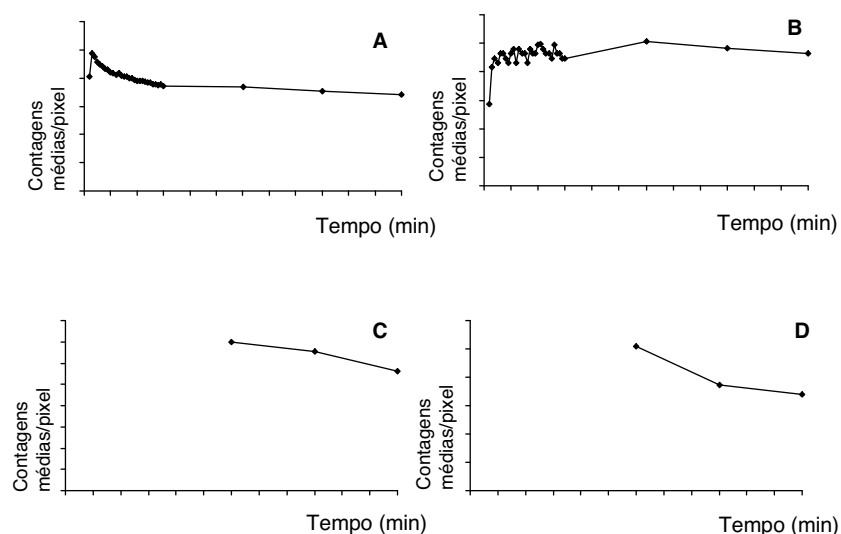 A
Contagens
médias/pixel
Tempo (min)
B
Contagens
médias/pixel
Tempo (min)
C
Contagens
médias/pixel
Tempo (min)
D
Contagens
médias/pixel
Tempo (min)